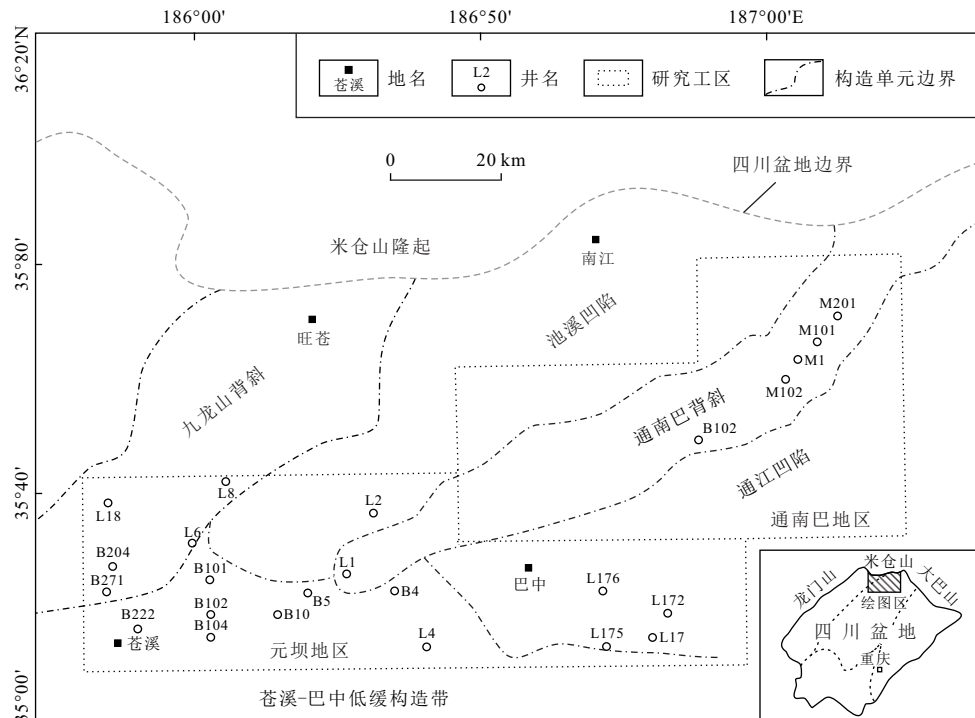 186°00′
186°50′
187°00′E
36°20′N
35°80′
35°40′
35°00′
苍溪
地名
L2
井名
研究工区
构造单元边界
0
20 km
四川盆地边界
米仓山隆起
南江
旺苍
池溪凹陷
九龙山背斜
通南巴背斜
通江凹陷
M201
M101
M1
M102
B102
通南巴地区
L8
L2
L18
L6
B204
B101
L1
B271
B5
B4
B222
B102
B10
B104
苍溪
元坝地区
L4
巴中
L176
L172
L175
L17
苍溪-巴中低缓构造带
米仓山
龙门山
大巴山
绘图区
四川盆地
重庆